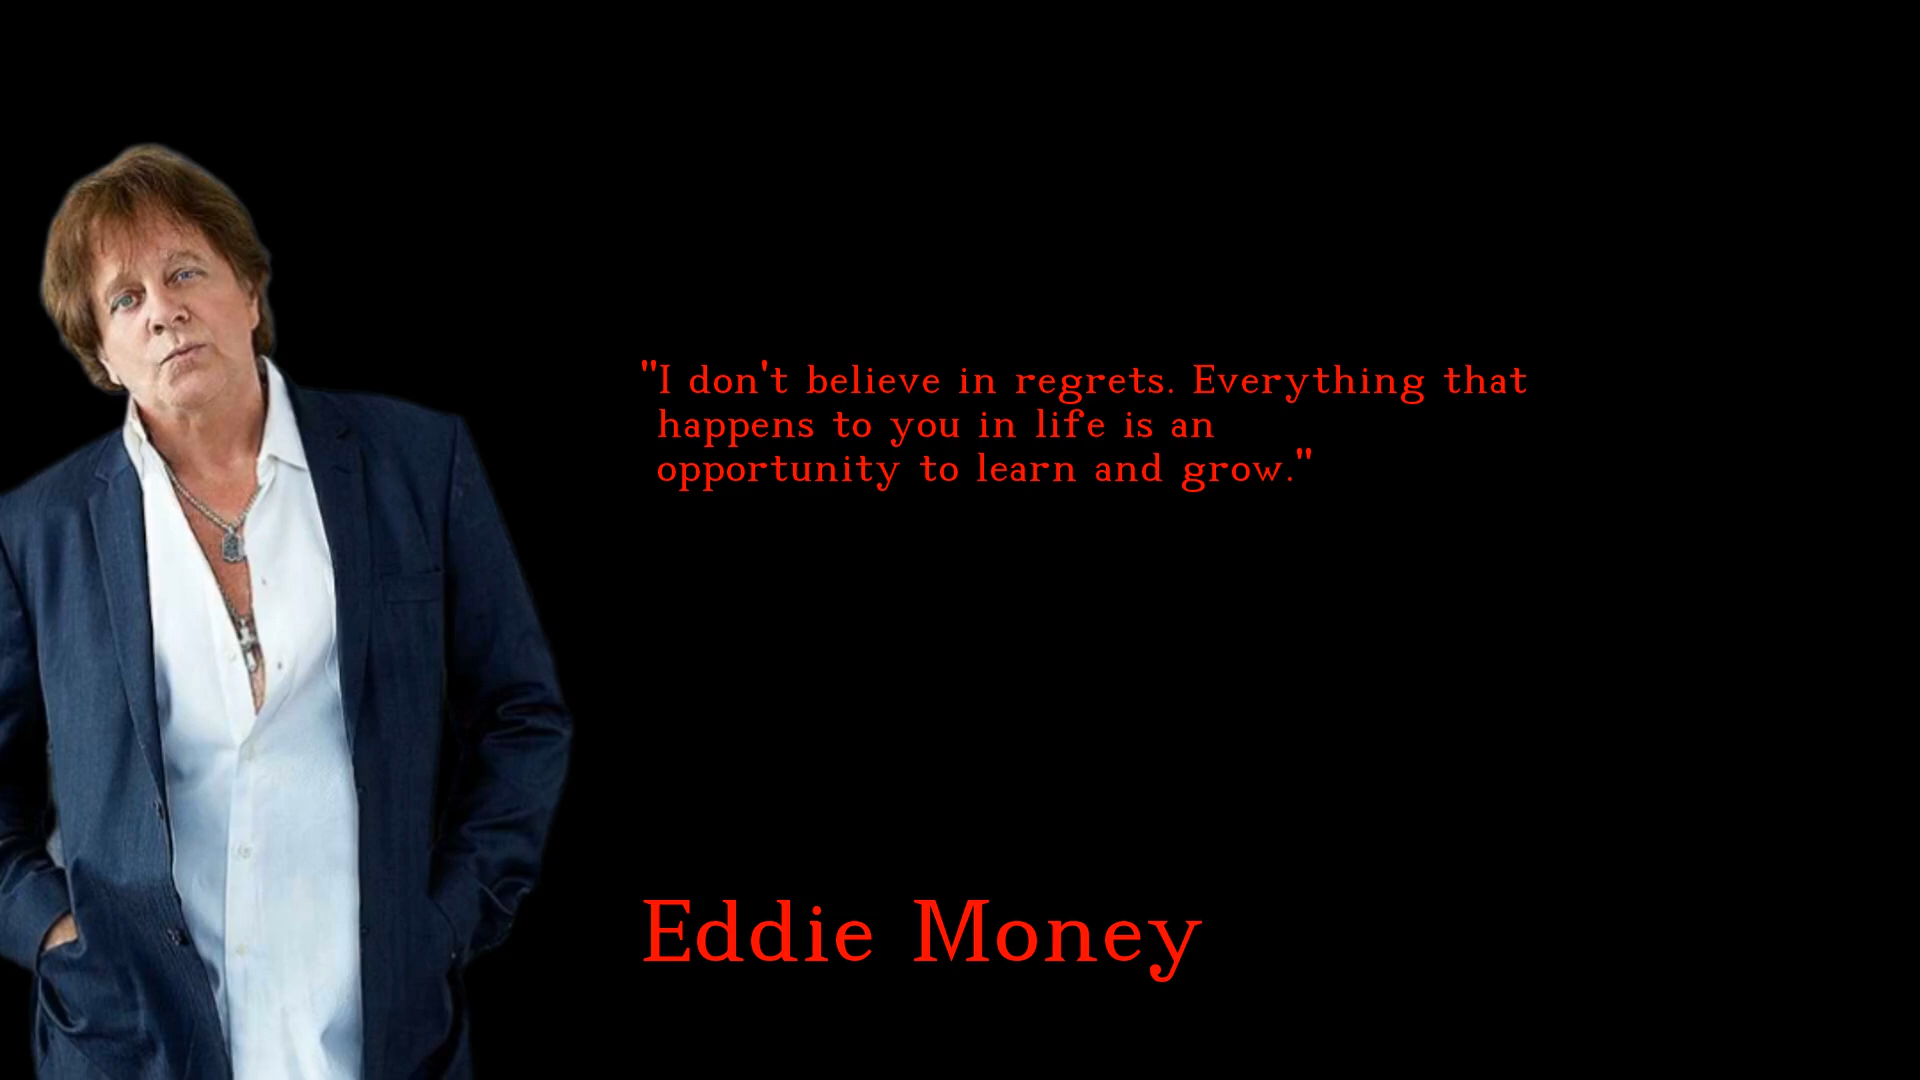 "I don't believe in regrets. Everything that
happens to you in life is an
opportunity to learn and grow."
Eddie Money